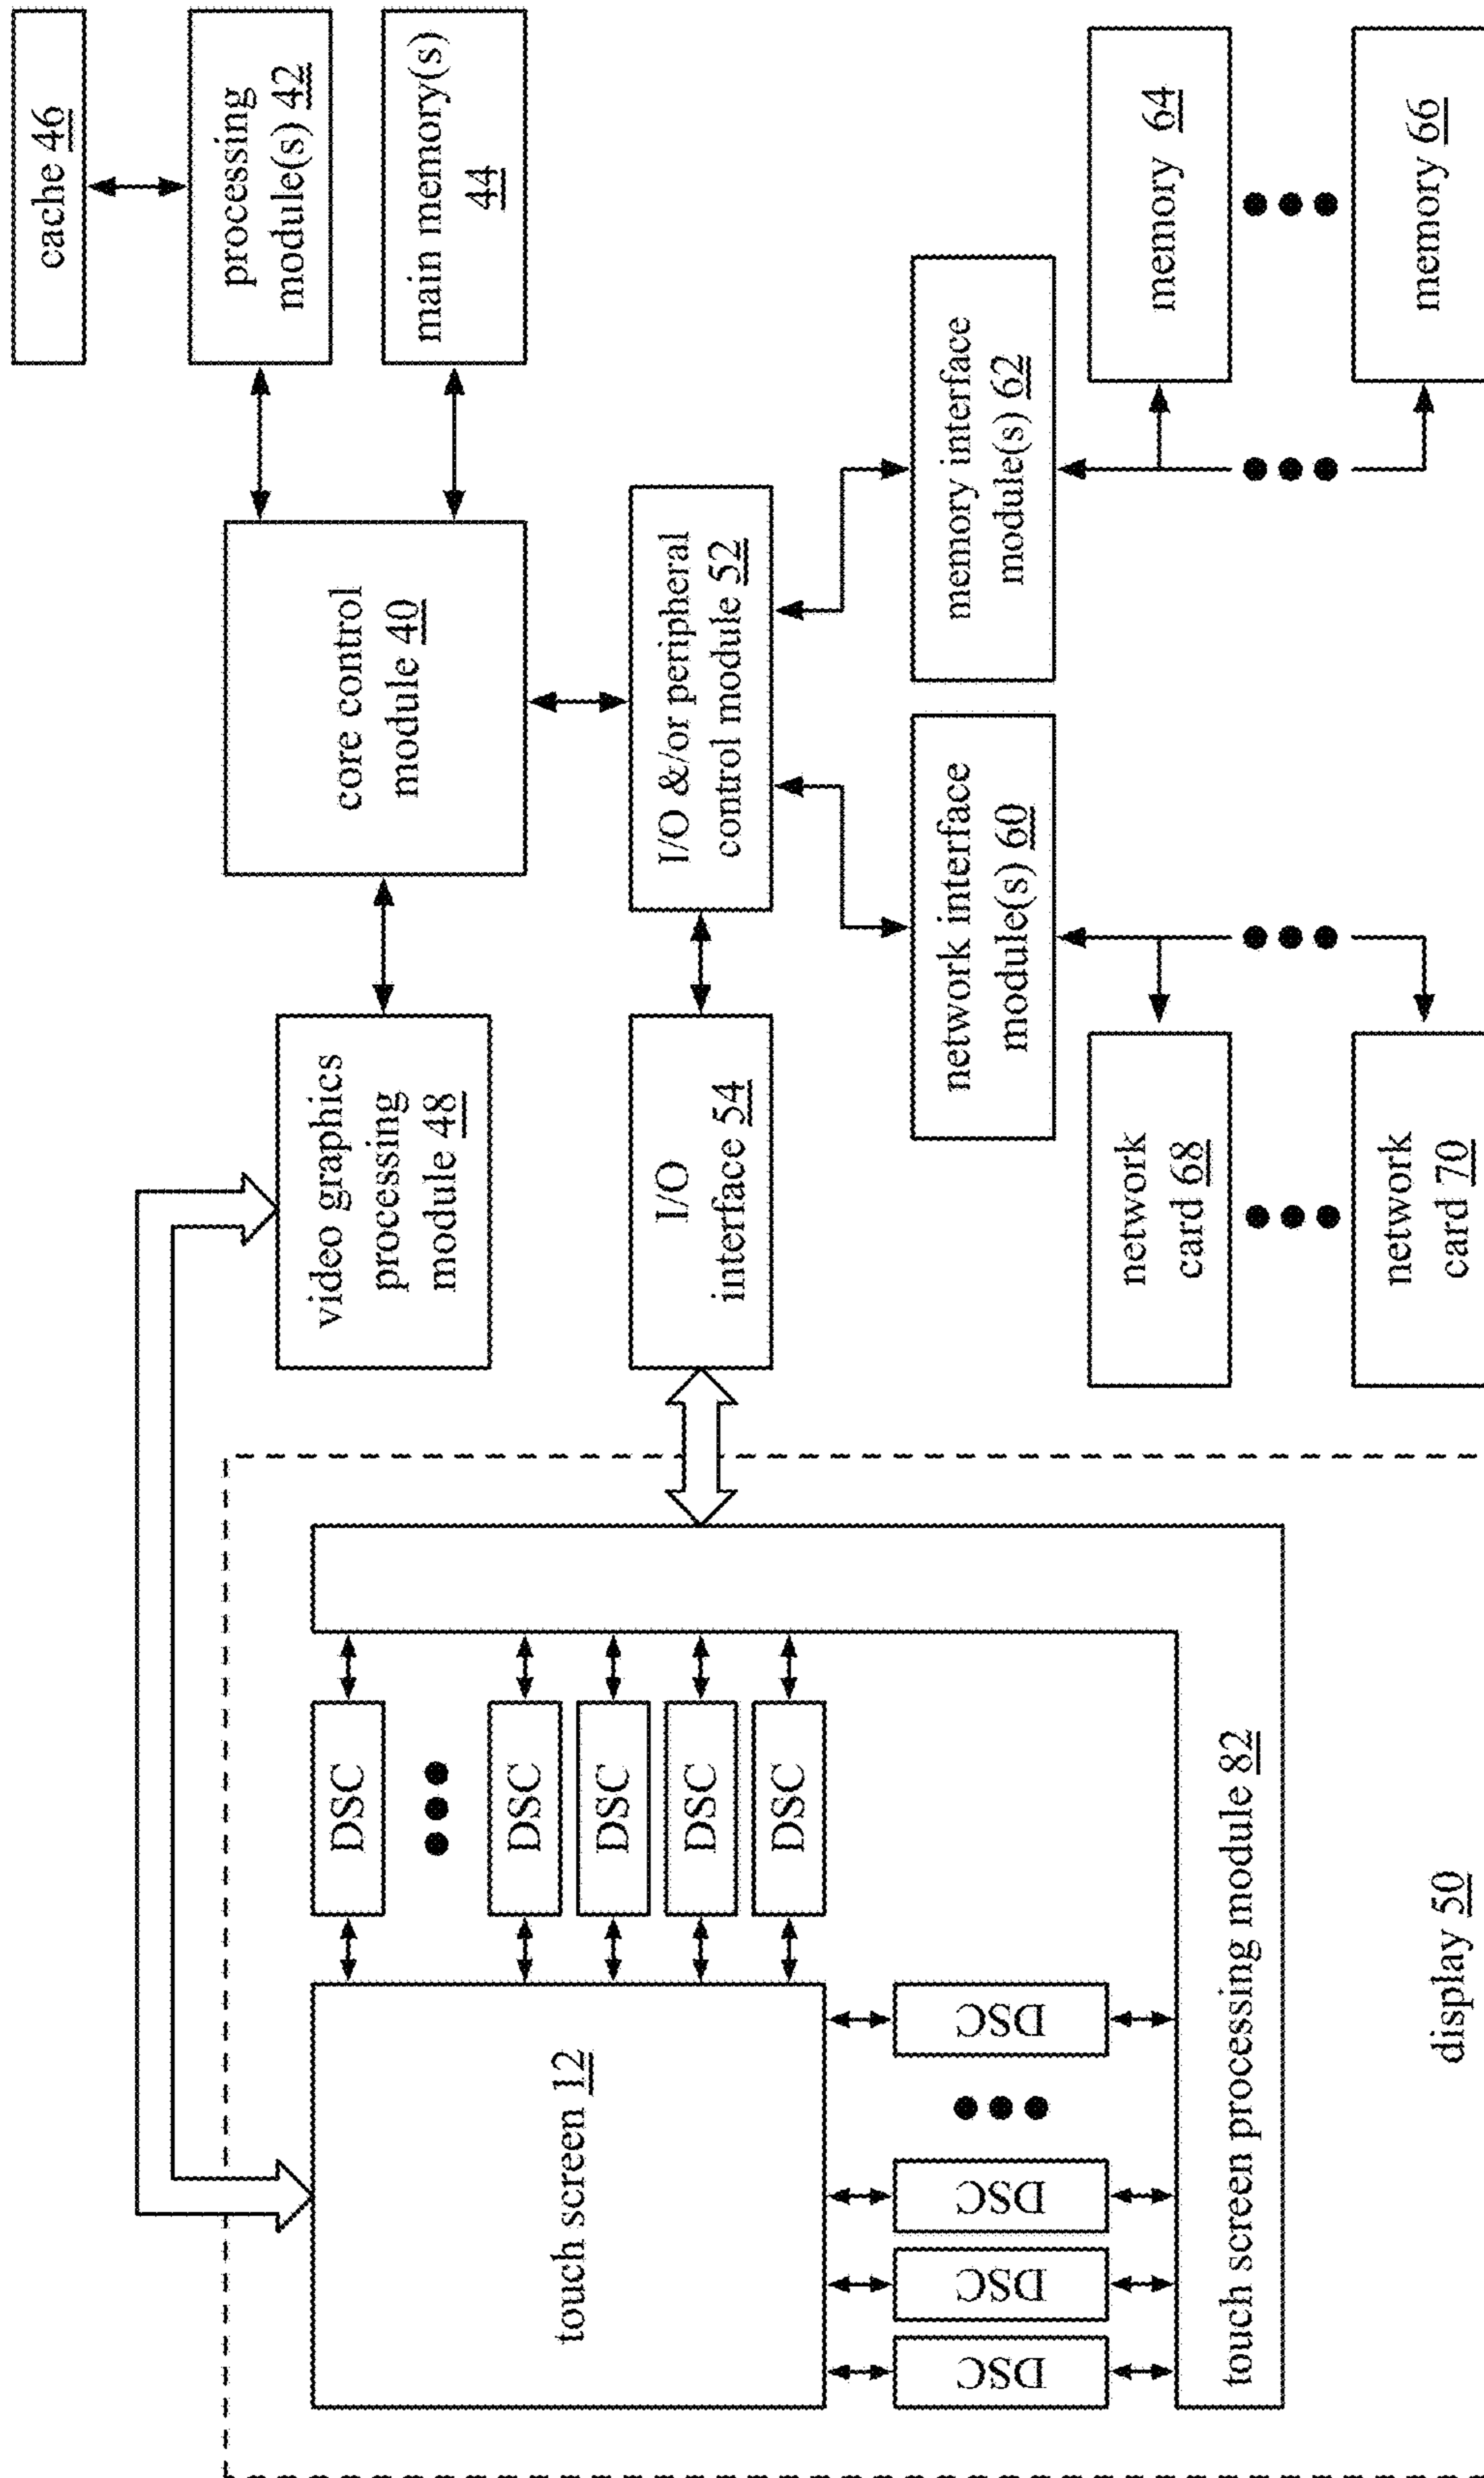 cache 46
processing
module(s) 42
main memory(s)
44
core control
module 40
video graphics
processing
module 48
I/O &/or peripheral
control module 52
I/O
interface 54
memory interface
module(s) 62
network interface
module(s) 60
memory 64
memory 66
network
card 68
network
card 70
touch screen 12
DSC
DSC
DSC
DSC
DSC
DSC
DSC
DSC
DSC
touch screen processing module 82
display 50